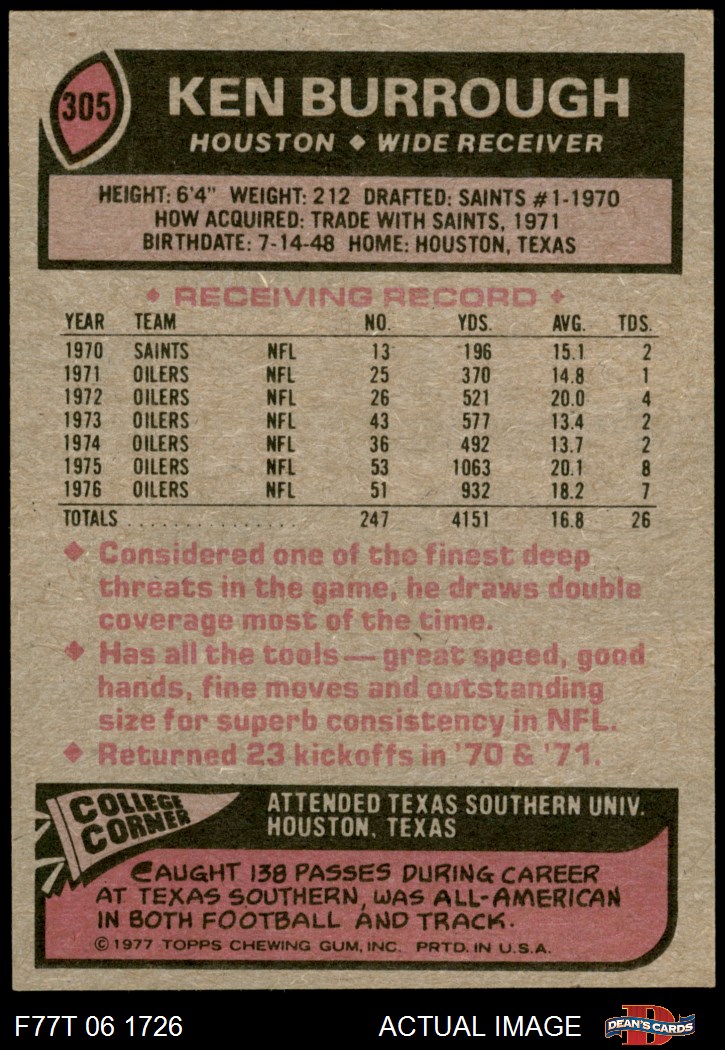 305
KEN BURROUGH
HOUSTON ◆ WIDE RECEIVER
HEIGHT: 6'4" WEIGHT: 212 DRAFTED: SAINTS #1-1970
HOW ACQUIRED: TRADE WITH SAINTS, 1971
BIRTHDATE: 7-14-48 HOME: HOUSTON, TEXAS
◆ RECEIVING RECORD ◆
YEAR TEAM NO. YDS. AVG. TDS.
1970 SAINTS NFL 13 196 15.1 2
1971 OILERS NFL 25 370 14.8 1
1972 OILERS NFL 26 521 20.0 4
1973 OILERS NFL 43 577 13.4 2
1974 OILERS NFL 36 492 13.7 2
1975 OILERS NFL 53 1063 20.1 8
1976 OILERS NFL 51 932 18.2 7
TOTALS . . . . . . . . . . . . . . . 247 4151 16.8 26
◆ Considered one of the finest deep
threats in the game, he draws double
coverage most of the time.
◆ Has all the tools — great speed, good
hands, fine moves and outstanding
size for superb consistency in NFL.
◆ Returned 23 kickoffs in '70 & '71.
COLLEGE
CORNER
ATTENDED TEXAS SOUTHERN UNIV.
HOUSTON, TEXAS
CAUGHT 138 PASSES DURING CAREER
AT TEXAS SOUTHERN, WAS ALL-AMERICAN
IN BOTH FOOTBALL AND TRACK.
© 1977 TOPPS CHEWING GUM, INC. PRTD. IN U.S.A.
F77T 06 1726 ACTUAL IMAGE
D
DEAN'S CARDS